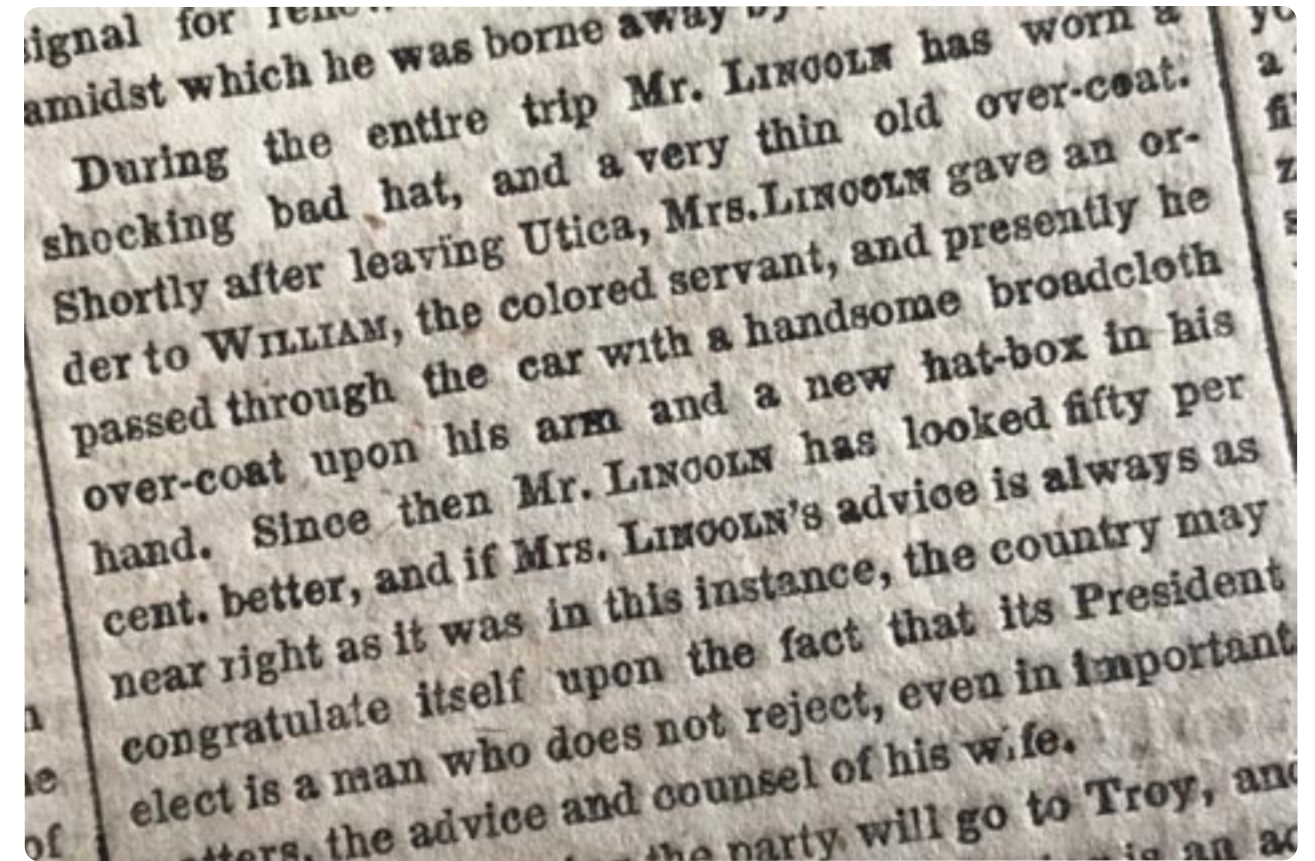 signal for
amidst which he was borne away by
During the entire trip Mr. LINCOLN has worn a
shocking bad hat, and a very thin old over-coat.
Shortly after leaving Utica, Mrs. LINCOLN gave an or-
der to WILLIAM, the colored servant, and presently he
passed through the car with a handsome broadcloth
over-coat upon his arm and a new hat-box in his
hand. Since then Mr. LINCOLN has looked fifty per
cent. better, and if Mrs. LINCOLN's advice is always as
near right as it was in this instance, the country may
congratulate itself upon the fact that its President
elect is a man who does not reject, even in important
matters, the advice and counsel of his wife.
the party will go to Troy, and
is an